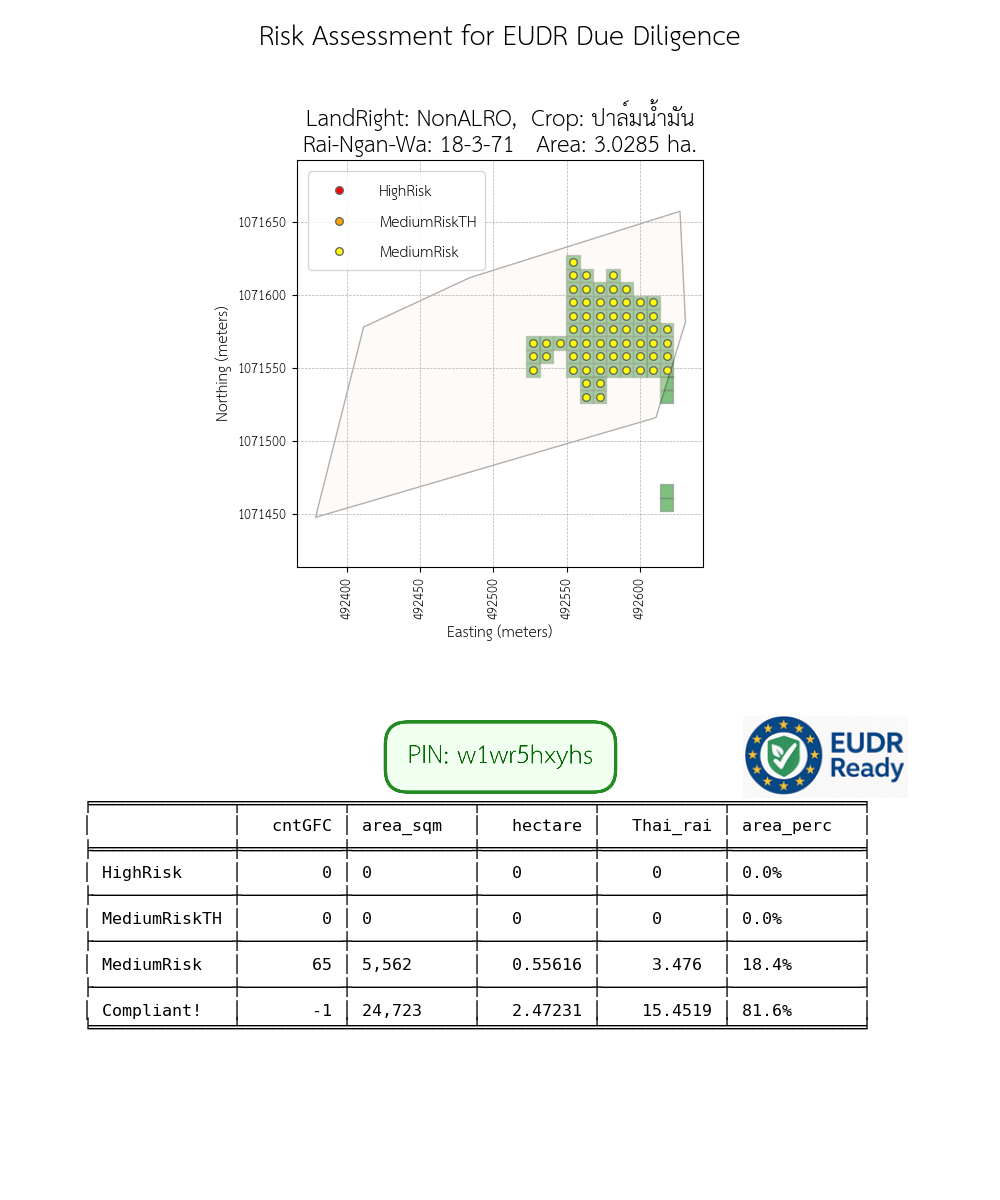 Risk Assessment for EUDR Due Diligence
LandRight: NonALRO,  Crop: ปาล์มน้ำมัน
Rai-Ngan-Wa: 18-3-71   Area: 3.0285 ha.
HighRisk
MediumRiskTH
MediumRisk
Northing (meters)
1071650
1071600
1071550
1071500
1071450
492400
492450
492500
492550
492600
Easting (meters)
PIN: w1wr5hxyhs
EUDR
Ready
cntGFC area_sqm hectare Thai_rai area_perc
HighRisk 0 0 0 0 0.0%
MediumRiskTH 0 0 0 0 0.0%
MediumRisk 65 5,562 0.55616 3.476 18.4%
Compliant! -1 24,723 2.47231 15.4519 81.6%